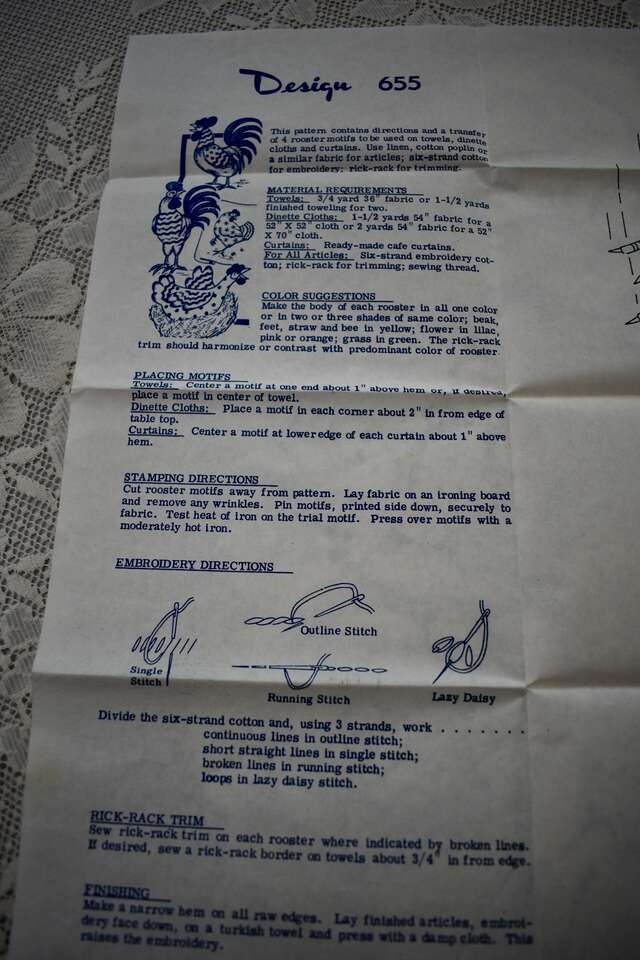 Design 655
This pattern contains directions and a transfer
of 4 rooster motifs to be used on towels, dinette
cloths and curtains. Use linen, cotton poplin or
a similar fabric for articles; six-strand cotton
for embroidery; rick-rack for trimming.
MATERIAL REQUIREMENTS
Towels: 3/4 yard 36" fabric or 1-1/2 yards
finished toweling for two.
Dinette Cloths: 1-1/2 yards 54" fabric for a
52" X 52" cloth or 2 yards 54" fabric for a 52"
X 70" cloth.
Curtains: Ready-made cafe curtains.
For All Articles: Six-strand embroidery cot-
ton; rick-rack for trimming; sewing thread.
COLOR SUGGESTIONS
Make the body of each rooster in all one color
or in two or three shades of same color; beak,
feet, straw and bee in yellow; flower in lilac,
pink or orange; grass in green. The rick-rack
trim should harmonize or contrast with predominant color of rooster.
PLACING MOTIFS
Towels: Center a motif at one end about 1" above hem or, if desired,
place a motif in center of towel.
Dinette Cloths: Place a motif in each corner about 2" in from edge of
table top.
Curtains: Center a motif at lower edge of each curtain about 1" above
hem.
STAMPING DIRECTIONS
Cut rooster motifs away from pattern. Lay fabric on an ironing board
and remove any wrinkles. Pin motifs, printed side down, securely to
fabric. Test heat of iron on the trial motif. Press over motifs with a
moderately hot iron.
EMBROIDERY DIRECTIONS
Outline Stitch
Single
Stitch
Running Stitch
Lazy Daisy
Divide the six-strand cotton and, using 3 strands, work . . . . . . .
continuous lines in outline stitch;
short straight lines in single stitch;
broken lines in running stitch;
loops in lazy daisy stitch.
RICK-RACK TRIM
Sew rick-rack trim on each rooster where indicated by broken lines.
If desired, sew a rick-rack border on towels about 3/4" in from edge.
FINISHING
Make a narrow hem on all raw edges. Lay finished articles, embroi-
dery face down, on a turkish towel and press with a damp cloth. This
raises the embroidery.